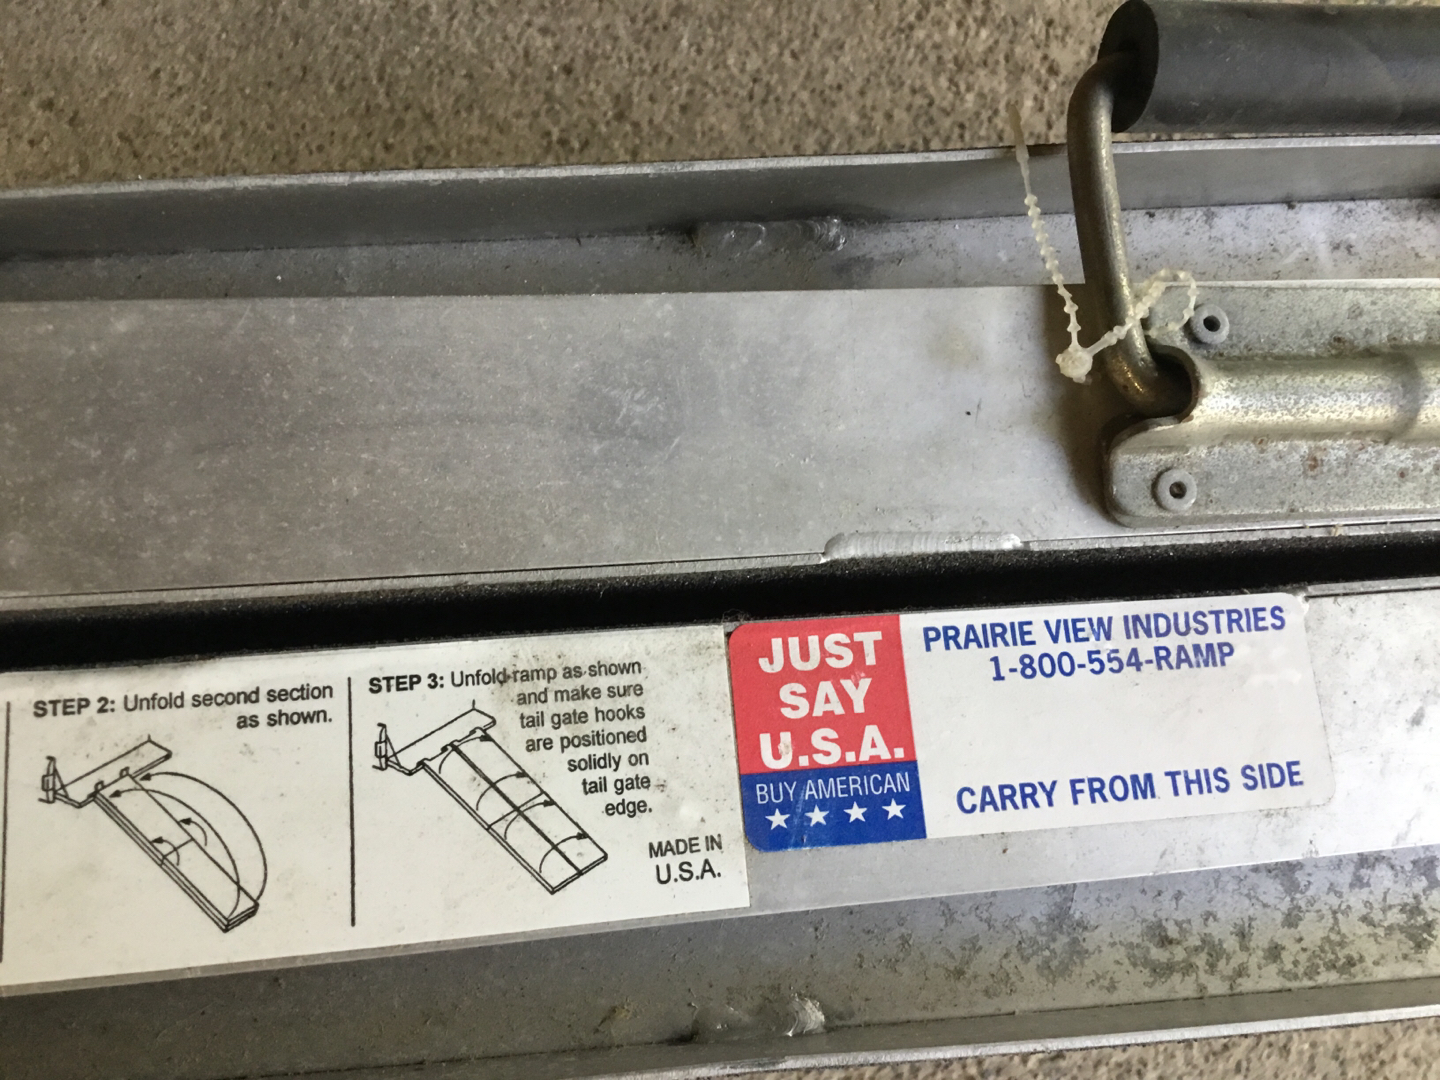 STEP 2: Unfold second section
as shown.
STEP 3: Unfold ramp as shown
and make sure
tail gate hooks
are positioned
solidly on
tail gate
edge.
MADE IN
U.S.A.
JUST
SAY
U.S.A.
BUY AMERICAN
PRAIRIE VIEW INDUSTRIES
1-800-554-RAMP
CARRY FROM THIS SIDE